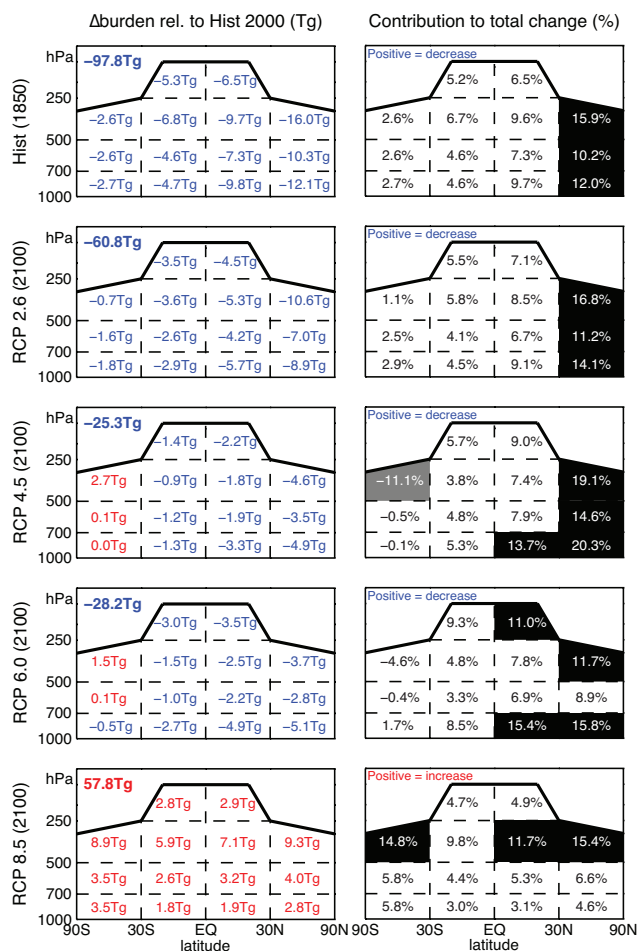 Δburden rel. to Hist 2000 (Tg) Contribution to total change (%)
Hist (1850)
hPa −97.8Tg Positive = decrease
−5.3Tg −6.5Tg 5.2% 6.5%
250
−2.6Tg −6.8Tg −9.7Tg −16.0Tg 2.6% 6.7% 9.6% 15.9%
500
−2.6Tg −4.6Tg −7.3Tg −10.3Tg 2.6% 4.6% 7.3% 10.2%
700
−2.7Tg −4.7Tg −9.8Tg −12.1Tg 2.7% 4.6% 9.7% 12.0%
1000
RCP 2.6 (2100)
hPa −60.8Tg Positive = decrease
−3.5Tg −4.5Tg 5.5% 7.1%
250
−0.7Tg −3.6Tg −5.3Tg −10.6Tg 1.1% 5.8% 8.5% 16.8%
500
−1.6Tg −2.6Tg −4.2Tg −7.0Tg 2.5% 4.1% 6.7% 11.2%
700
−1.8Tg −2.9Tg −5.7Tg −8.9Tg 2.9% 4.5% 9.1% 14.1%
1000
RCP 4.5 (2100)
hPa −25.3Tg Positive = decrease
−1.4Tg −2.2Tg 5.7% 9.0%
250
2.7Tg −0.9Tg −1.8Tg −4.6Tg −11.1% 3.8% 7.4% 19.1%
500
0.1Tg −1.2Tg −1.9Tg −3.5Tg −0.5% 4.8% 7.9% 14.6%
700
0.0Tg −1.3Tg −3.3Tg −4.9Tg −0.1% 5.3% 13.7% 20.3%
1000
RCP 6.0 (2100)
hPa −28.2Tg Positive = decrease
−3.0Tg −3.5Tg 9.3% 11.0%
250
1.5Tg −1.5Tg −2.5Tg −3.7Tg −4.6% 4.8% 7.8% 11.7%
500
0.1Tg −1.0Tg −2.2Tg −2.8Tg −0.4% 3.3% 6.9% 8.9%
700
−0.5Tg −2.7Tg −4.9Tg −5.1Tg 1.7% 8.5% 15.4% 15.8%
1000
RCP 8.5 (2100)
hPa 57.8Tg Positive = increase
2.8Tg 2.9Tg 4.7% 4.9%
250
8.9Tg 5.9Tg 7.1Tg 9.3Tg 14.8% 9.8% 11.7% 15.4%
500
3.5Tg 2.6Tg 3.2Tg 4.0Tg 5.8% 4.4% 5.3% 6.6%
700
3.5Tg 1.8Tg 1.9Tg 2.8Tg 5.8% 3.0% 3.1% 4.6%
1000
90S 30S EQ 30N 90N 90S 30S EQ 30N 90N
latitude latitude